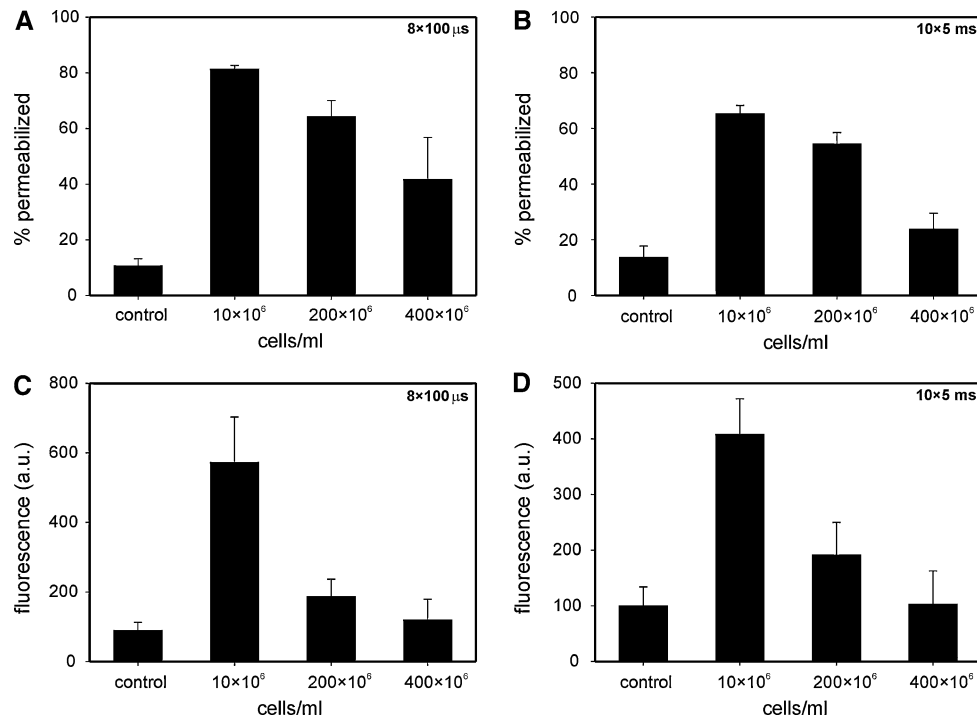 A
8×100 μs
% permeabilized
100
80
60
40
20
0
control
10×10⁶
200×10⁶
400×10⁶
cells/ml
B
10×5 ms
% permeabilized
100
80
60
40
20
0
control
10×10⁶
200×10⁶
400×10⁶
cells/ml
C
8×100 μs
fluorescence (a.u.)
800
600
400
200
0
control
10×10⁶
200×10⁶
400×10⁶
cells/ml
D
10×5 ms
fluorescence (a.u.)
500
400
300
200
100
0
control
10×10⁶
200×10⁶
400×10⁶
cells/ml